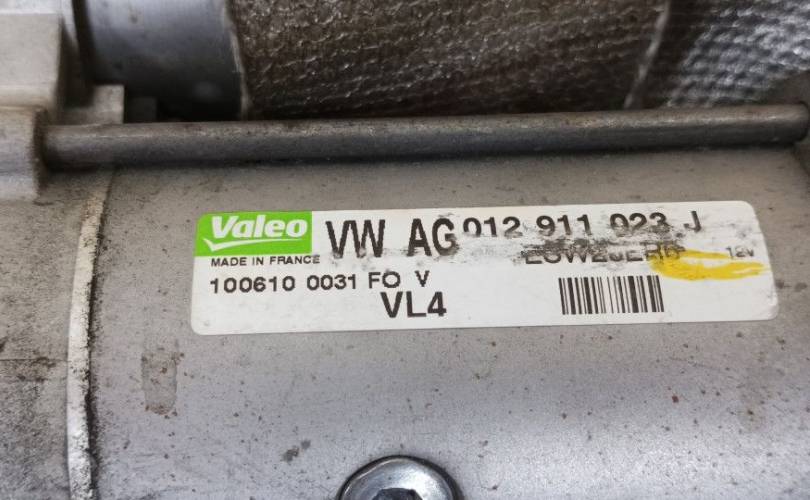 Valeo VW AG 012 911 023 J
MADE IN FRANCE 12V
100610 0031 FO V
VL4